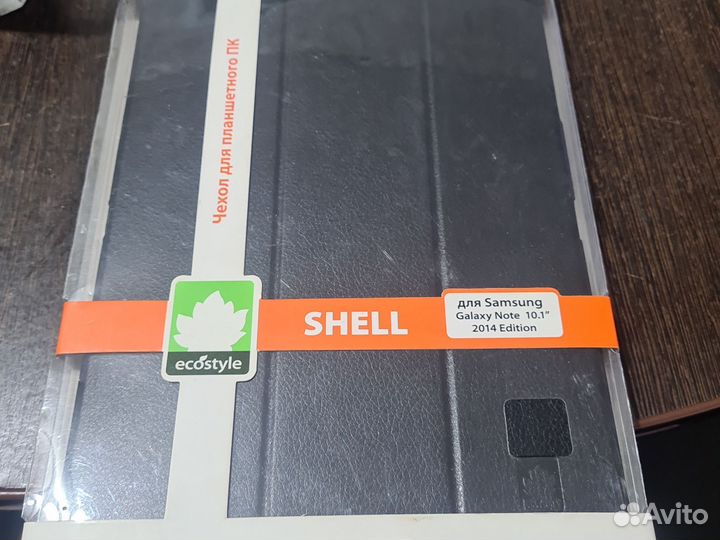 Чехол для планшетного ПК
ecostyle
SHELL
для Samsung
Galaxy Note 10.1"
2014 Edition
Avito